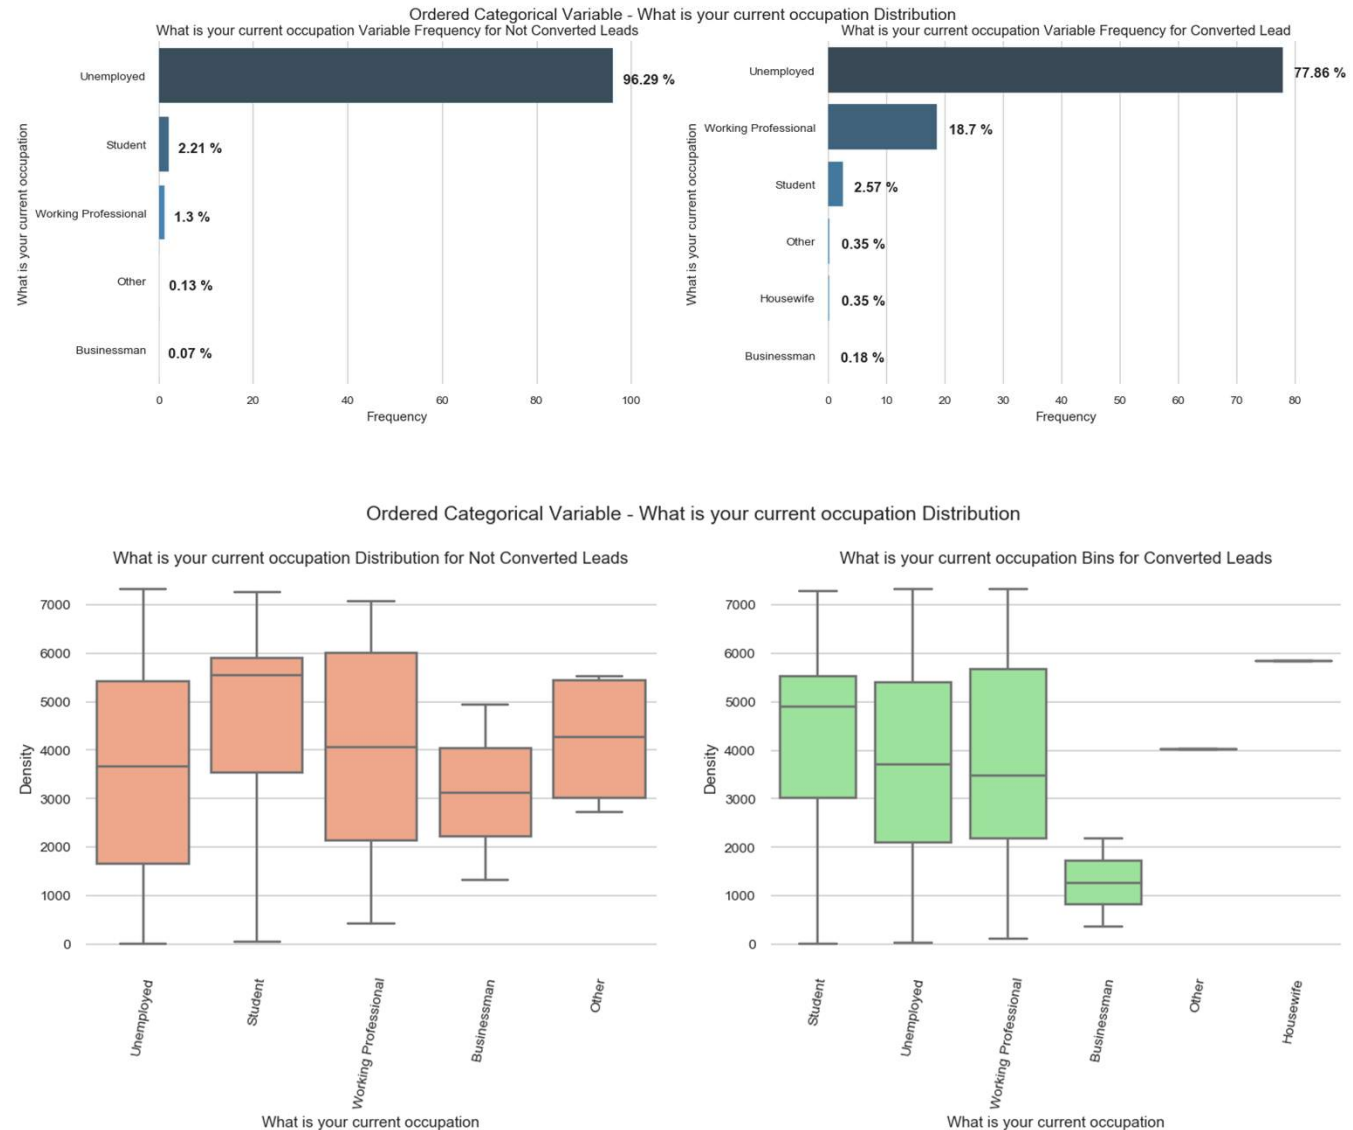 Ordered Categorical Variable - What is your current occupation Distribution
What is your current occupation Variable Frequency for Not Converted Leads
What is your current occupation
Unemployed
96.29 %
Student
2.21 %
Working Professional
1.3 %
Other
0.13 %
Businessman
0.07 %
0 20 40 60 80 100
Frequency
What is your current occupation Variable Frequency for Converted Lead
What is your current occupation
Unemployed
77.86 %
Working Professional
18.7 %
Student
2.57 %
Other
0.35 %
Housewife
0.35 %
Businessman
0.18 %
0 10 20 30 40 50 60 70 80
Frequency
Ordered Categorical Variable - What is your current occupation Distribution
What is your current occupation Distribution for Not Converted Leads
Density
7000
6000
5000
4000
3000
2000
1000
0
Unemployed
Student
Working Professional
Businessman
Other
What is your current occupation
What is your current occupation Bins for Converted Leads
Density
7000
6000
5000
4000
3000
2000
1000
0
Student
Unemployed
Working Professional
Businessman
Other
Housewife
What is your current occupation